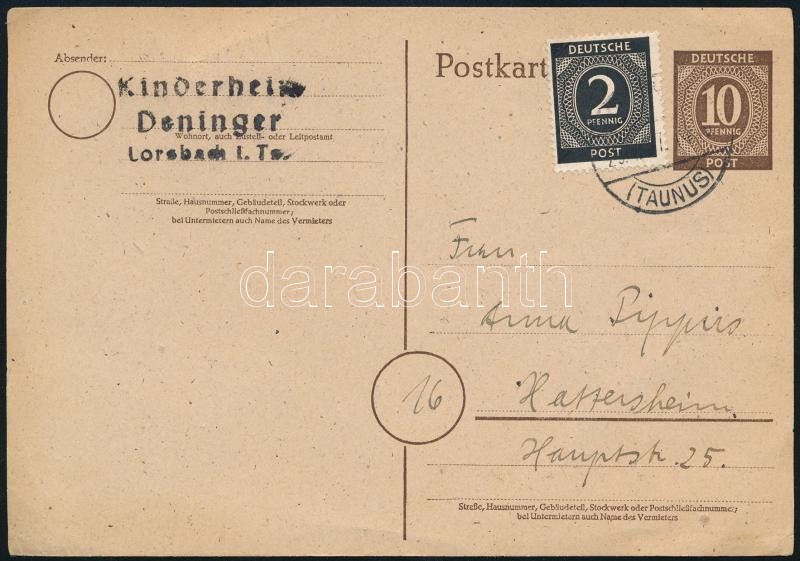 Absender:
Kinderheim
Deninger
Wohnort, auch Zustell- oder Leitpostamt
Lorsbach i. Ts.
Straße, Hausnummer, Gebäudeteil, Stockwerk oder
Postschließfachnummer;
bei Untermietern auch Name des Vermieters
Postkart
DEUTSCHE
2
PFENNIG
POST
DEUTSCHE
10
PFENNIG
POST
(TAUNUS)
darabanth
Frau
Anna
16
Hattersheim
Hauptstr. 25.
Straße, Hausnummer, Gebäudeteil, Stockwerk oder Postschließfachnummer;
bei Untermietern auch Name des Vermieters